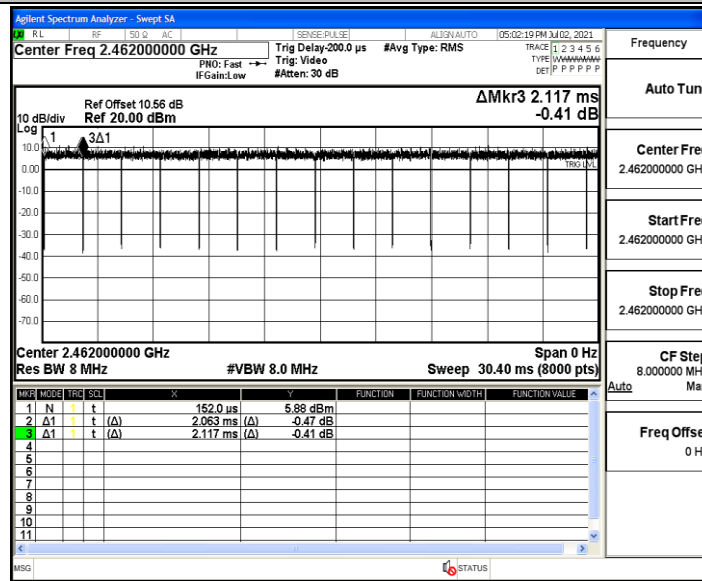 Agilent Spectrum Analyzer - Swept SA
LXI RL RF 50 Ω AC SENSE:PULSE ALIGNAUTO 05:02:19 PM Jul 02, 2021
Center Freq 2.462000000 GHz
PNO: Fast
IFGain:Low
Trig Delay-200.0 µs
Trig: Video
#Atten: 30 dB
#Avg Type: RMS
TRACE 1 2 3 4 5 6
TYPE
DET P P P P P P
ΔMkr3 2.117 ms
-0.41 dB
Ref Offset 10.56 dB
10 dB/div Ref 20.00 dBm
Log
1
3Δ1
TRIG LVL
10.0
0.00
-10.0
-20.0
-30.0
-40.0
-50.0
-60.0
-70.0
Center 2.462000000 GHz Span 0 Hz
Res BW 8 MHz #VBW 8.0 MHz Sweep 30.40 ms (8000 pts)
MKR MODE TRC SCL X Y FUNCTION FUNCTION WIDTH FUNCTION VALUE
1 N 1 t 152.0 µs 5.88 dBm
2 Δ1 1 t (Δ) 2.063 ms (Δ) -0.47 dB
3 Δ1 1 t (Δ) 2.117 ms (Δ) -0.41 dB
4
5
6
7
8
9
10
11
MSG STATUS
Frequency
Auto Tun
Center Fre
2.462000000 GH
Start Fre
2.462000000 GH
Stop Fre
2.462000000 GH
CF Step
8.000000 MH
Auto Ma
Freq Offse
0 H